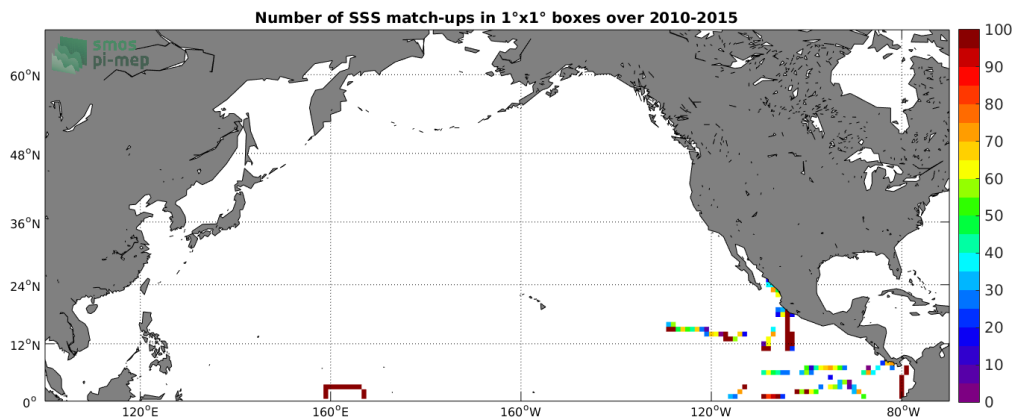 Number of SSS match-ups in 1°x1° boxes over 2010-2015
smos
pi-mep
60°N
48°N
36°N
24°N
12°N
0°
120°E
160°E
160°W
120°W
80°W
100
90
80
70
60
50
40
30
20
10
0